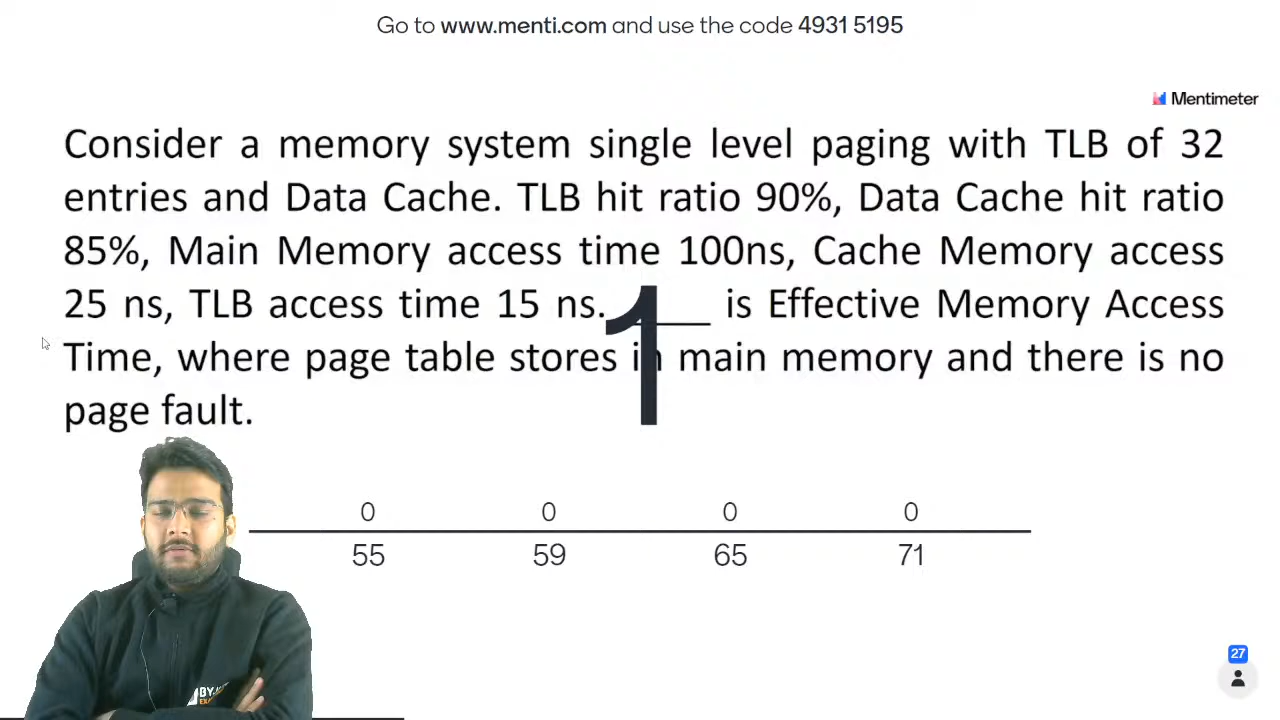 Go to www.menti.com and use the code 4931 5195
Mentimeter
Consider a memory system single level paging with TLB of 32
entries and Data Cache. TLB hit ratio 90%, Data Cache hit ratio
85%, Main Memory access time 100ns, Cache Memory access
25 ns, TLB access time 15 ns. _____ is Effective Memory Access
Time, where page table stores in main memory and there is no
page fault.
1
0 0 0 0
55 59 65 71
27